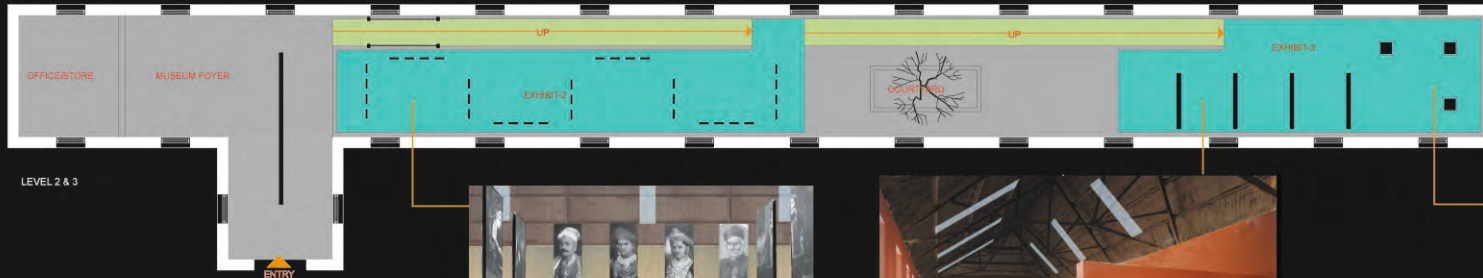 OFFICE/STORE
MUSEUM FOYER
UP
EXHIBIT-2
UP
COURTYARD
EXHIBIT-3
LEVEL 2 & 3
ENTRY